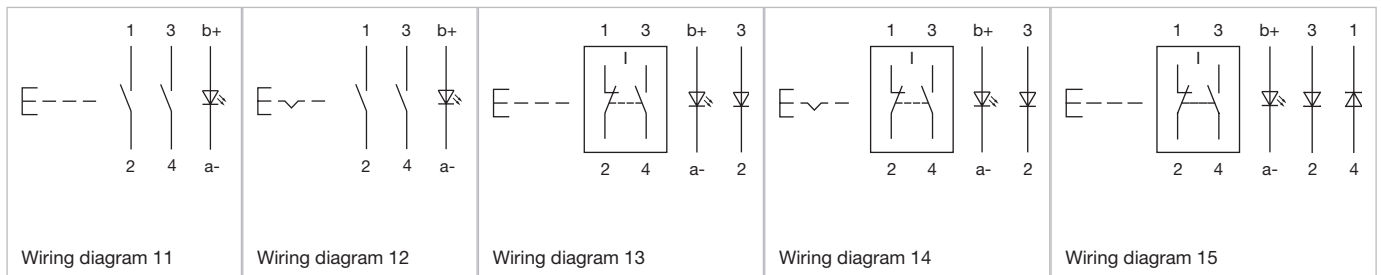 1 3 b+
2 4 a-
Wiring diagram 11
1 3 b+
2 4 a-
Wiring diagram 12
1 3 b+ 3
I
2 4 a- 2
Wiring diagram 13
1 3 b+ 3
I
2 4 a- 2
Wiring diagram 14
1 3 b+ 3 1
I
2 4 a- 2 4
Wiring diagram 15